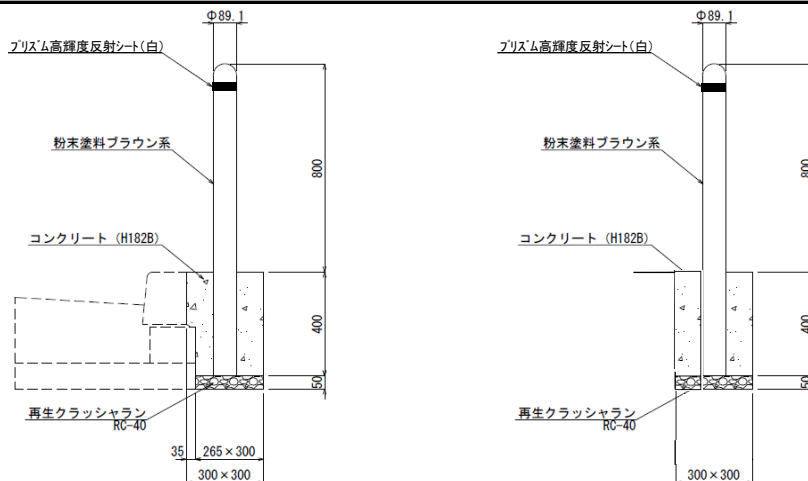 Φ89.1
プリズム高輝度反射シート(白)
粉末塗料ブラウン系
800
コンクリート (H182B)
400
50
再生クラッシャラン
RC-40
35
265×300
300×300
Φ89.1
プリズム高輝度反射シート(白)
粉末塗料ブラウン系
800
コンクリート (H182B)
400
50
再生クラッシャラン
RC-40
300×300